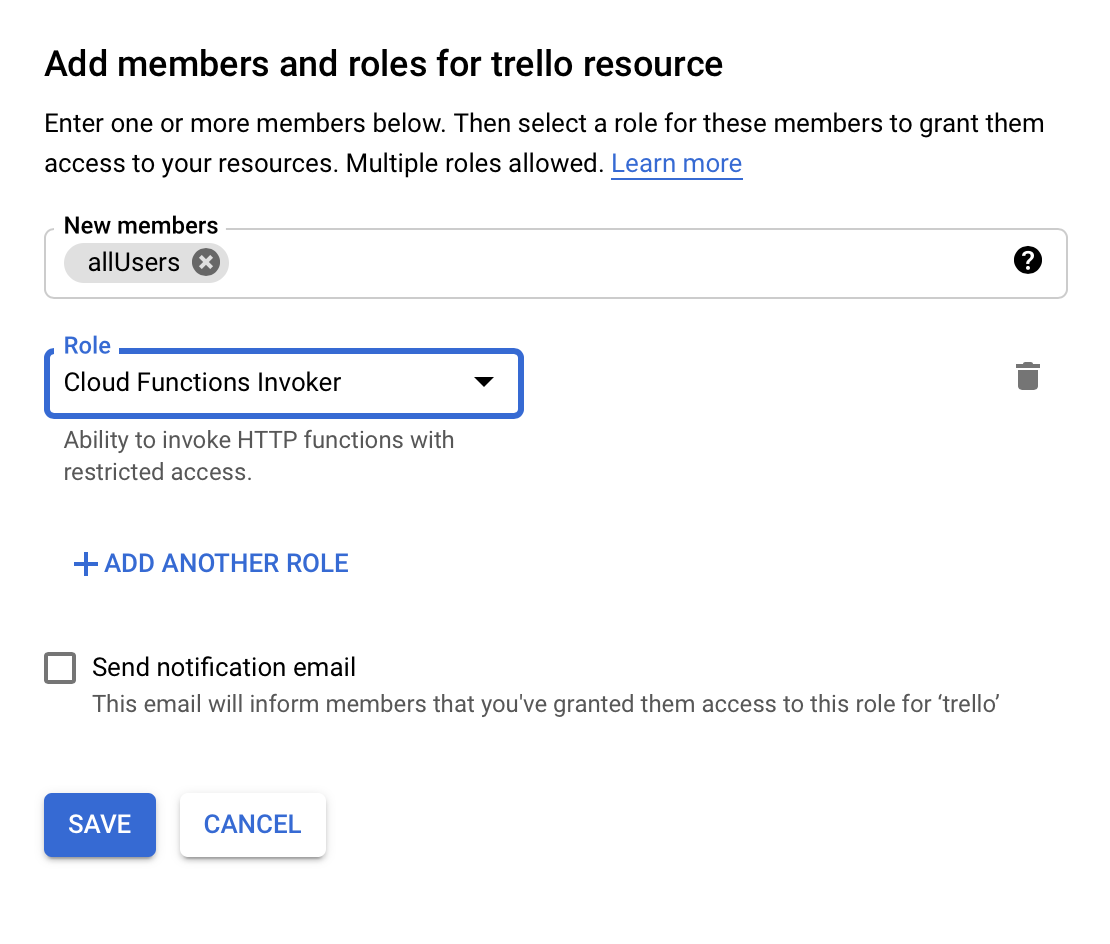 Add members and roles for trello resource
Enter one or more members below. Then select a role for these members to grant them
access to your resources. Multiple roles allowed. Learn more
New members
allUsers
Role
Cloud Functions Invoker
Ability to invoke HTTP functions with
restricted access.
ADD ANOTHER ROLE
Send notification email
This email will inform members that you've granted them access to this role for ‘trello’
SAVE CANCEL